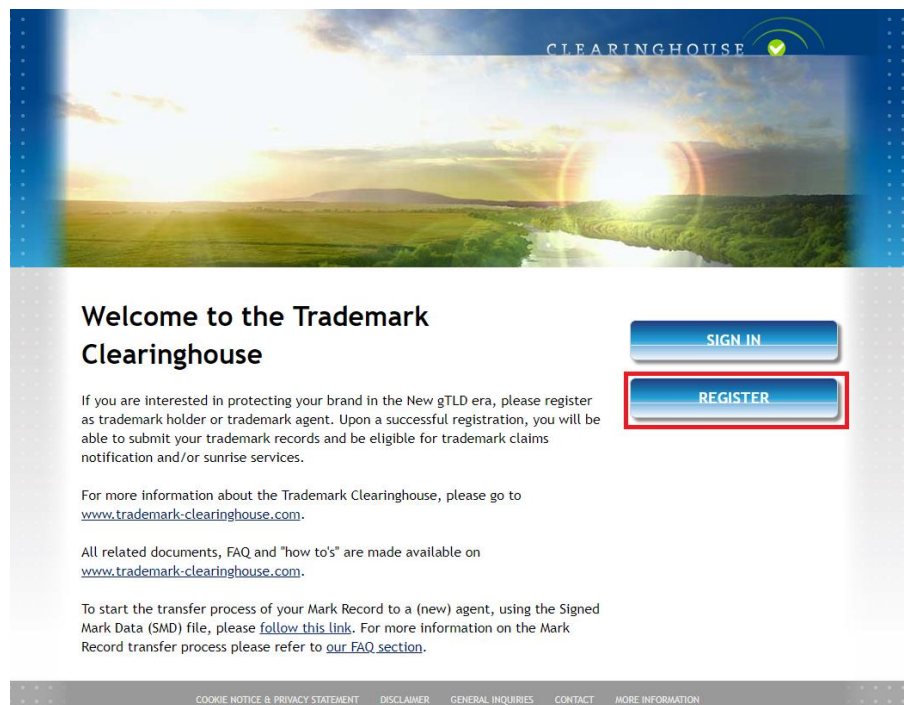 CLEARINGHOUSE
Welcome to the Trademark
Clearinghouse
SIGN IN
REGISTER
If you are interested in protecting your brand in the New gTLD era, please register
as trademark holder or trademark agent. Upon a successful registration, you will be
able to submit your trademark records and be eligible for trademark claims
notification and/or sunrise services.
For more information about the Trademark Clearinghouse, please go to
www.trademark-clearinghouse.com.
All related documents, FAQ and "how to's" are made available on
www.trademark-clearinghouse.com.
To start the transfer process of your Mark Record to a (new) agent, using the Signed
Mark Data (SMD) file, please follow this link. For more information on the Mark
Record transfer process please refer to our FAQ section.
COOKIE NOTICE & PRIVACY STATEMENT DISCLAIMER GENERAL INQUIRIES CONTACT MORE INFORMATION